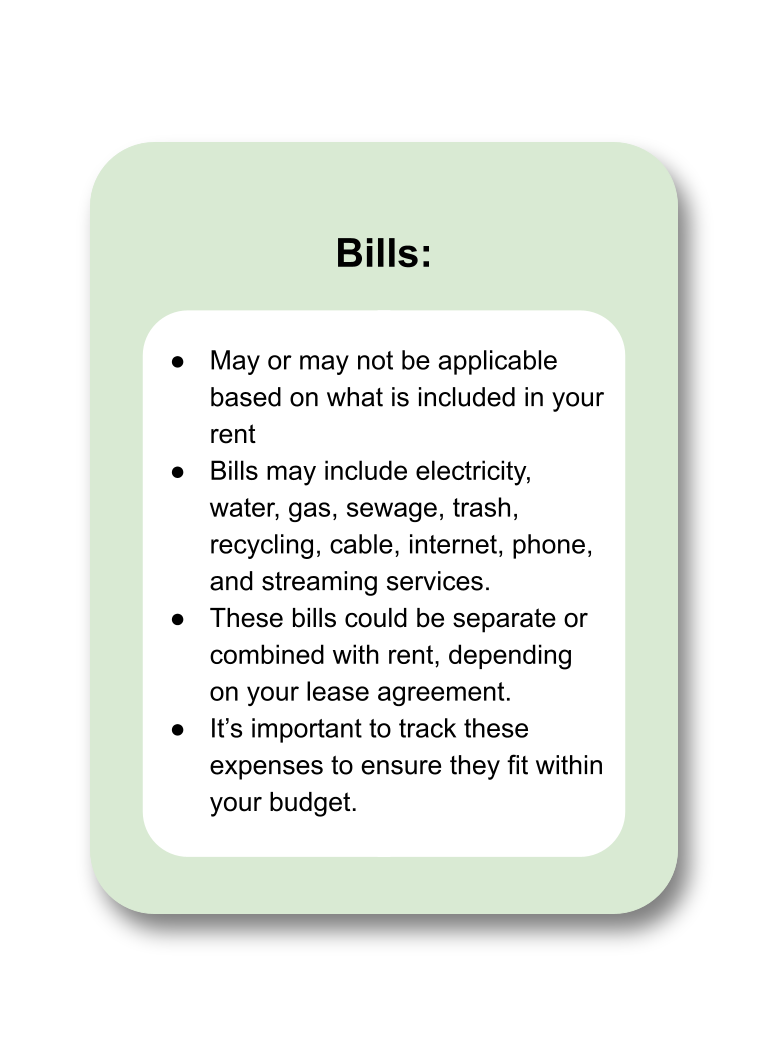 Bills:
● May or may not be applicable
based on what is included in your
rent
● Bills may include electricity,
water, gas, sewage, trash,
recycling, cable, internet, phone,
and streaming services.
● These bills could be separate or
combined with rent, depending
on your lease agreement.
● It’s important to track these
expenses to ensure they fit within
your budget.